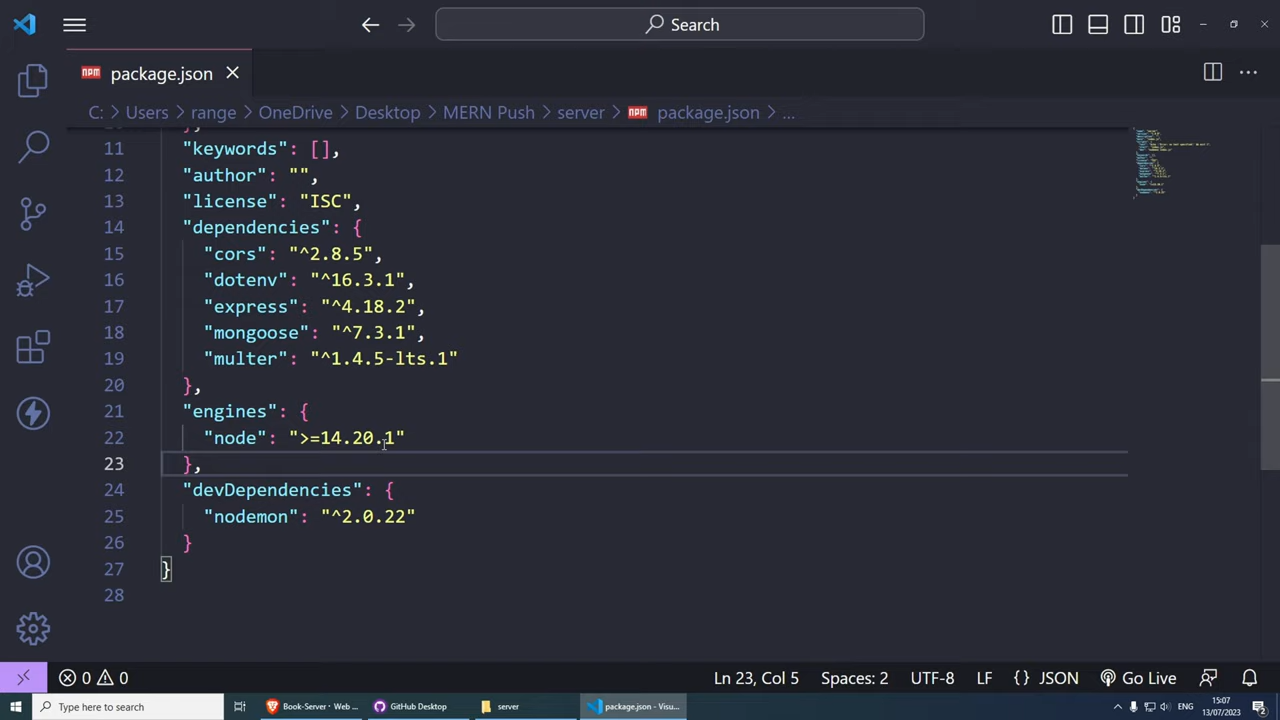 Search
package.json
C: > Users > range > OneDrive > Desktop > MERN Push > server > package.json > ...
11 "keywords": [],
12 "author": "",
13 "license": "ISC",
14 "dependencies": {
15 "cors": "^2.8.5",
16 "dotenv": "^16.3.1",
17 "express": "^4.18.2",
18 "mongoose": "^7.3.1",
19 "multer": "^1.4.5-lts.1"
20 },
21 "engines": {
22 "node": ">=14.20.1"
23 },
24 "devDependencies": {
25 "nodemon": "^2.0.22"
26 }
27 }
28
0 0 Ln 23, Col 5 Spaces: 2 UTF-8 LF {} JSON Go Live
Type here to search Book-Server - Web ... GitHub Desktop server package.json - Visu... 15:07
13/07/2023 2